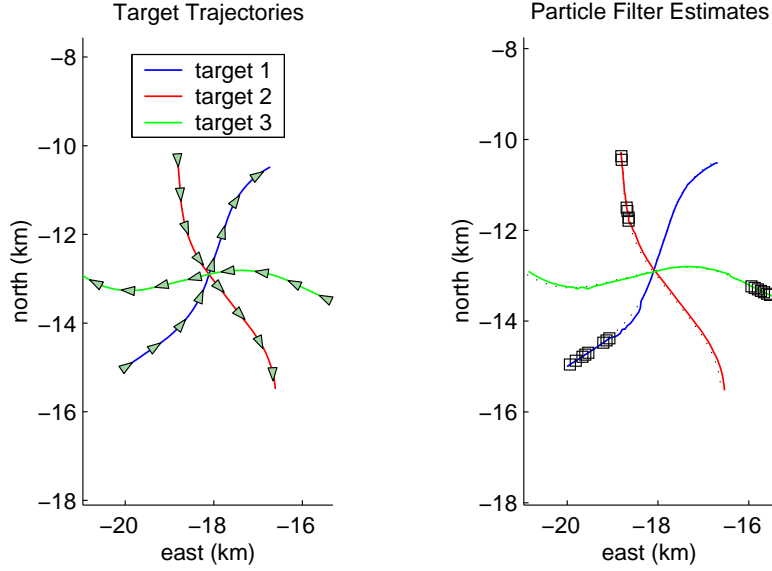 Target Trajectories
target 1
target 2
target 3
−8
−10
−12
−14
−16
−18
north (km)
−20
−18
−16
east (km)
Particle Filter Estimates
−8
−10
−12
−14
−16
−18
north (km)
−20
−18
−16
east (km)